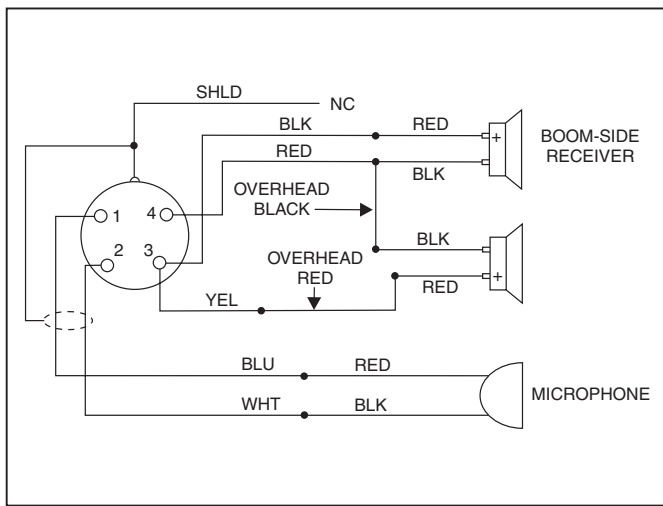 SHLD
NC
BLK
RED
+
BOOM-SIDE
RECEIVER
RED
BLK
OVERHEAD
BLACK
1
4
2
3
BLK
OVERHEAD
RED
+
RED
YEL
BLU
RED
MICROPHONE
WHT
BLK